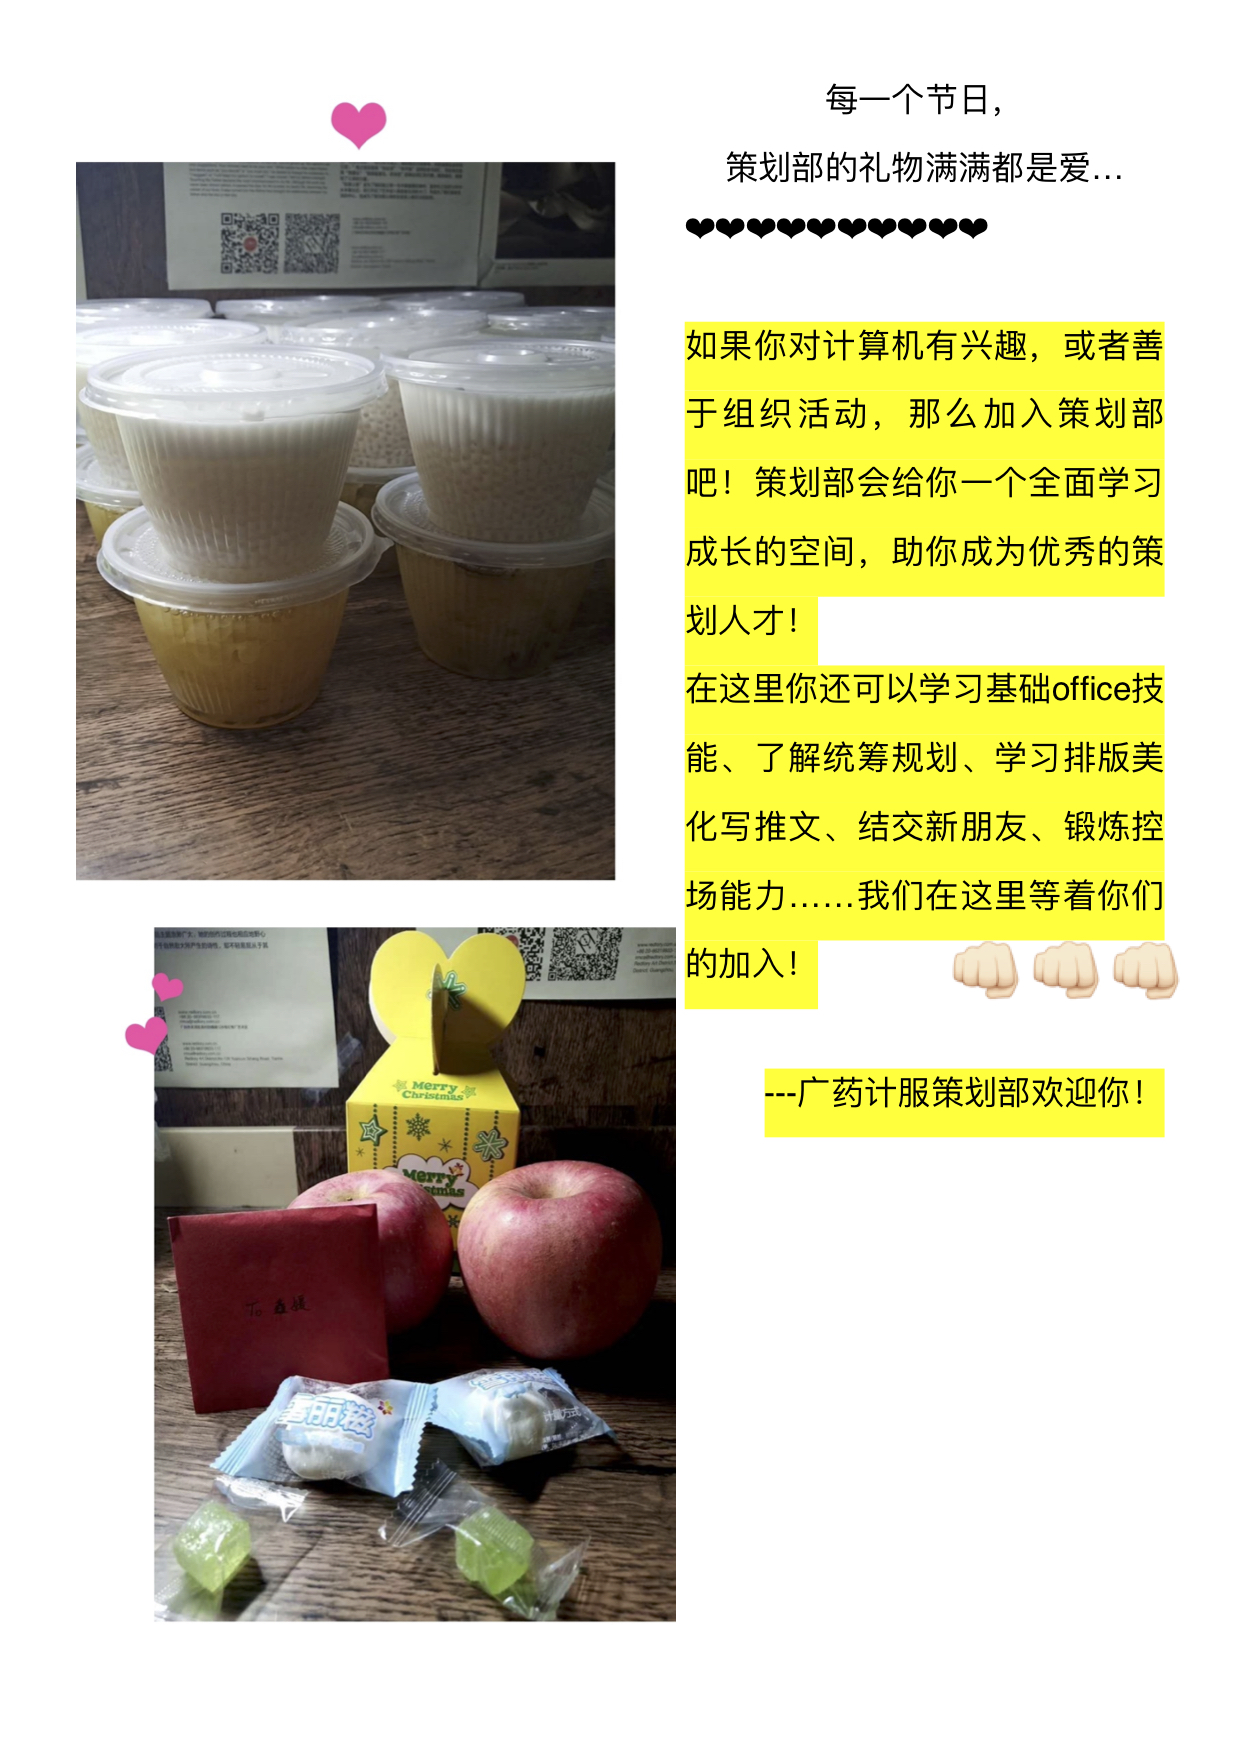 每一个节日，
策划部的礼物满满都是爱…
❤❤❤❤❤❤❤❤❤❤
如果你对计算机有兴趣，或者善
于组织活动，那么加入策划部
吧！策划部会给你一个全面学习
成长的空间，助你成为优秀的策
划人才！
在这里你还可以学习基础office技
能、了解统筹规划、学习排版美
化写推文、结交新朋友、锻炼控
场能力……我们在这里等着你们
的加入！
---广药计服策划部欢迎你！
Merry
Christmas
Merry
To
丽糍
计量方式